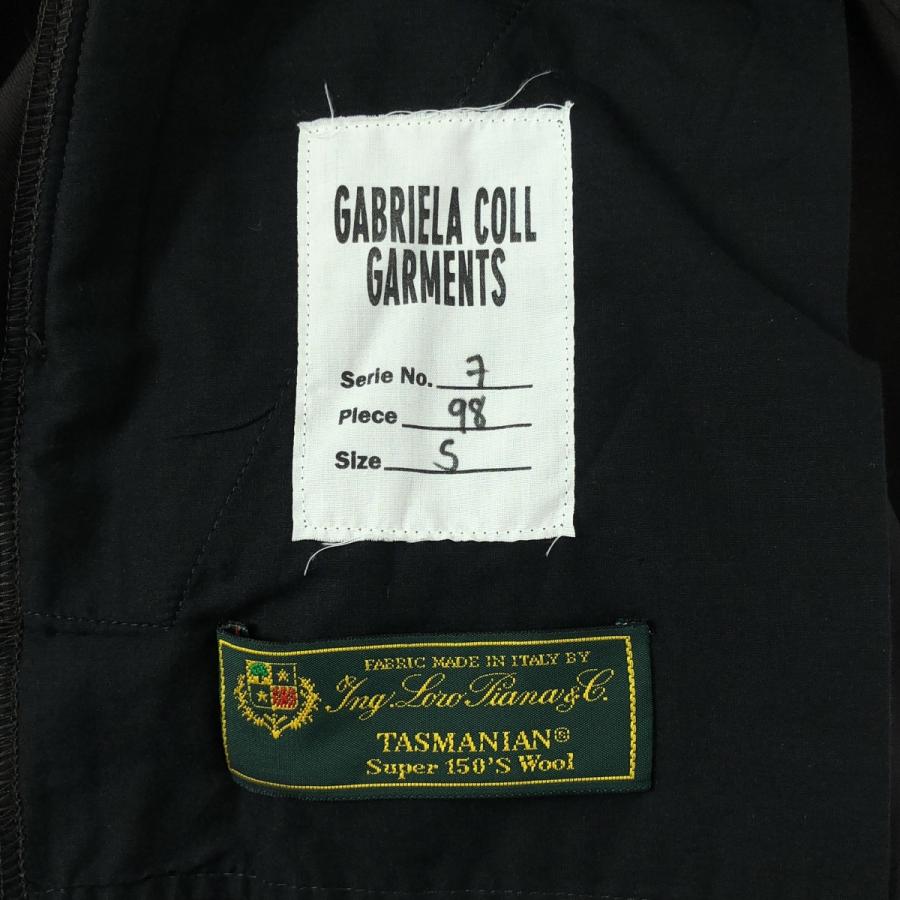 GABRIELA COLL
GARMENTS
Serie No. 7
Piece 98
Size S
FABRIC MADE IN ITALY BY
Ing Loro Piana & C.
TASMANIAN®
Super 150'S Wool